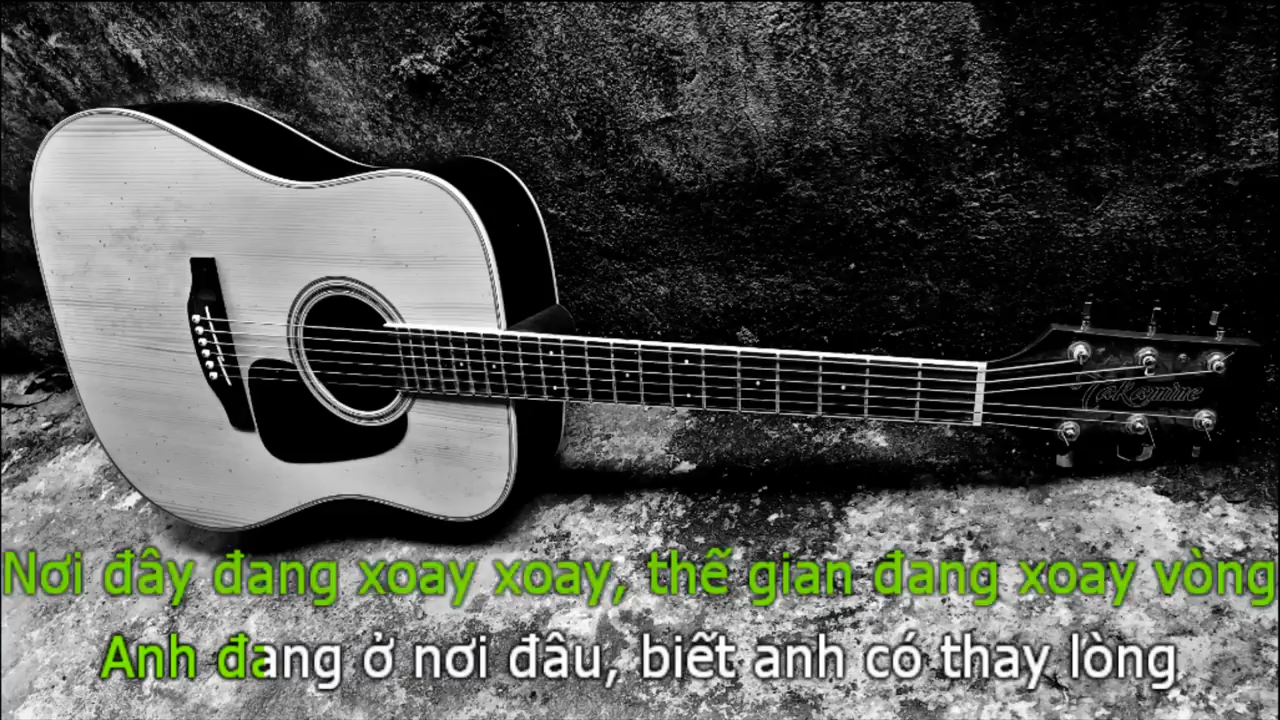 Takamine
Nơi đây đang xoay xoay, thế gian đang xoay vòng
Anh đang ở nơi đâu, biết anh có thay lòng